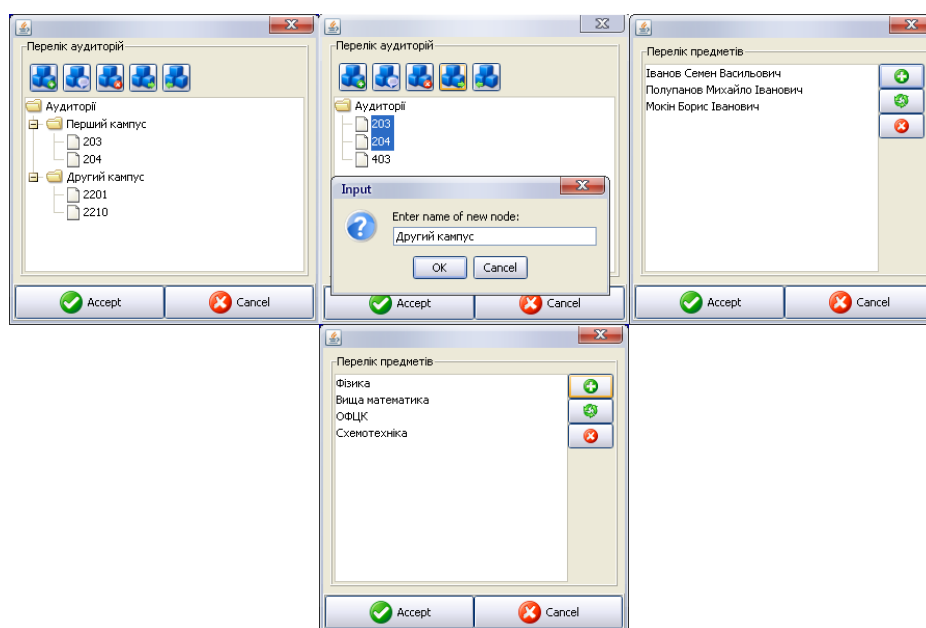 Перелік аудиторій
Аудиторії
Перший кампус
203
204
Другий кампус
2201
2210
Accept
Cancel
Перелік аудиторій
Аудиторії
203
204
403
Input
Enter name of new node:
Другий кампус
OK
Cancel
Accept
Cancel
Перелік предметів
Іванов Семен Васильович
Полупанов Михайло Іванович
Мокін Борис Іванович
Accept
Cancel
Перелік предметів
Фізика
Вища математика
ОФЦК
Схемотехніка
Accept
Cancel